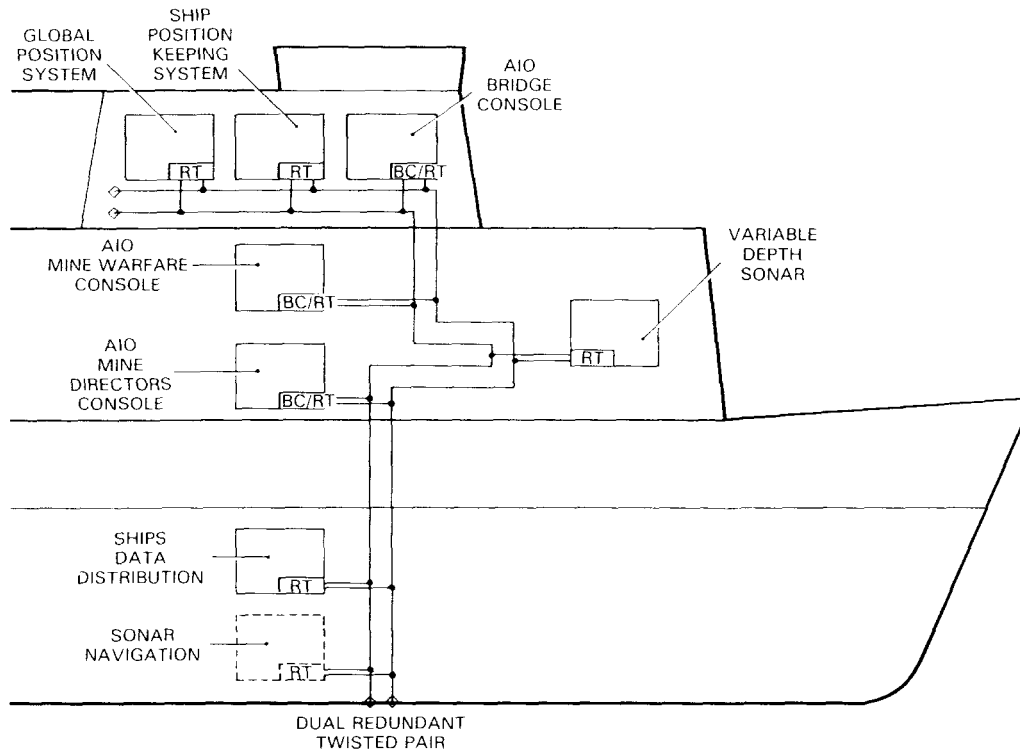 GLOBAL
POSITION
SYSTEM
SHIP
POSITION
KEEPING
SYSTEM
AIO
BRIDGE
CONSOLE
RT
RT
BC/RT
AIO
MINE WARFARE
CONSOLE
BC/RT
VARIABLE
DEPTH
SONAR
RT
AIO
MINE
DIRECTORS
CONSOLE
BC/RT
SHIPS
DATA
DISTRIBUTION
RT
SONAR
NAVIGATION
RT
DUAL REDUNDANT
TWISTED PAIR